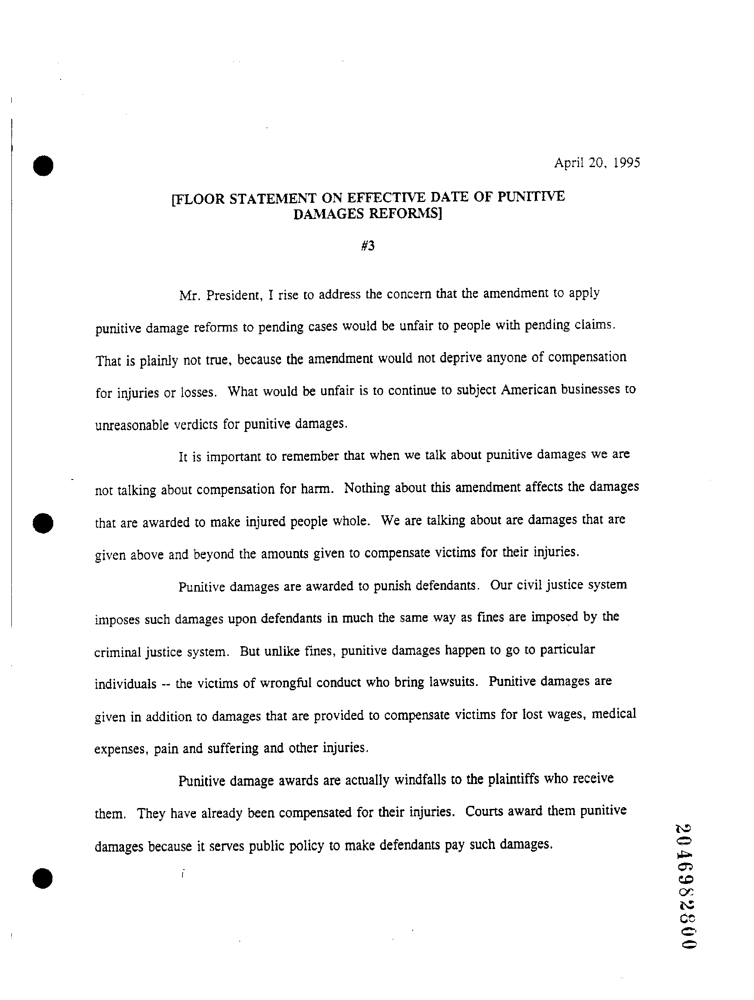 April 20, 1995
[FLOOR STATEMENT ON EFFECTIVE DATE OF PUNITIVE
DAMAGES REFORMS]
#3
Mr. President, I rise to address the concern that the amendment to apply
punitive damage reforms to pending cases would be unfair to people with pending claims.
That is plainly not true, because the amendment would not deprive anyone of compensation
for injuries or losses. What would be unfair is to continue to subject American businesses to
unreasonable verdicts for punitive damages.
It is important to remember that when we talk about punitive damages we are
not talking about compensation for harm. Nothing about this amendment affects the damages
that are awarded to make injured people whole. We are talking about are damages that are
given above and beyond the amounts given to compensate victims for their injuries.
Punitive damages are awarded to punish defendants. Our civil justice system
imposes such damages upon defendants in much the same way as fines are imposed by the
criminal justice system. But unlike fines, punitive damages happen to go to particular
individuals -- the victims of wrongful conduct who bring lawsuits. Punitive damages are
given in addition to damages that are provided to compensate victims for lost wages, medical
expenses, pain and suffering and other injuries.
Punitive damage awards are actually windfalls to the plaintiffs who receive
them. They have already been compensated for their injuries. Courts award them punitive
damages because it serves public policy to make defendants pay such damages.
2046982800